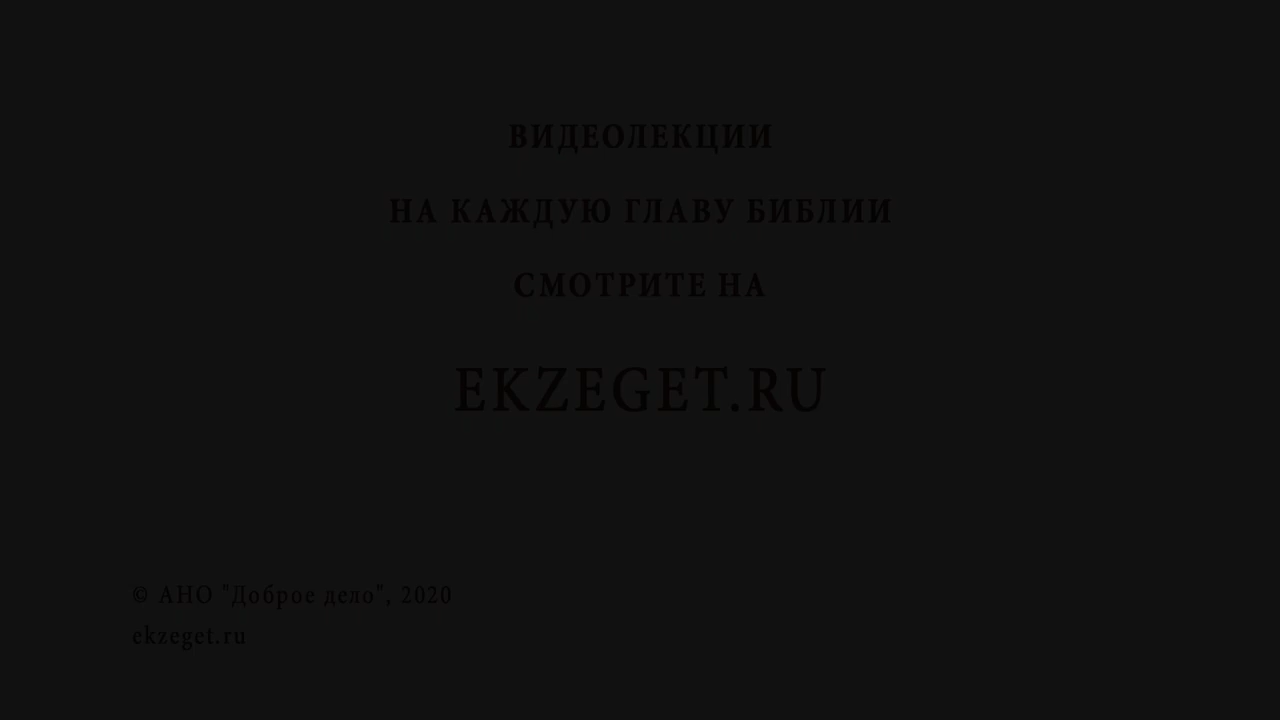 ВИДЕОЛЕКЦИИ
НА КАЖДУЮ ГЛАВУ БИБЛИИ
СМОТРИТЕ НА
EKZEGET.RU
© АНО "Доброе дело", 2020
ekzeget.ru